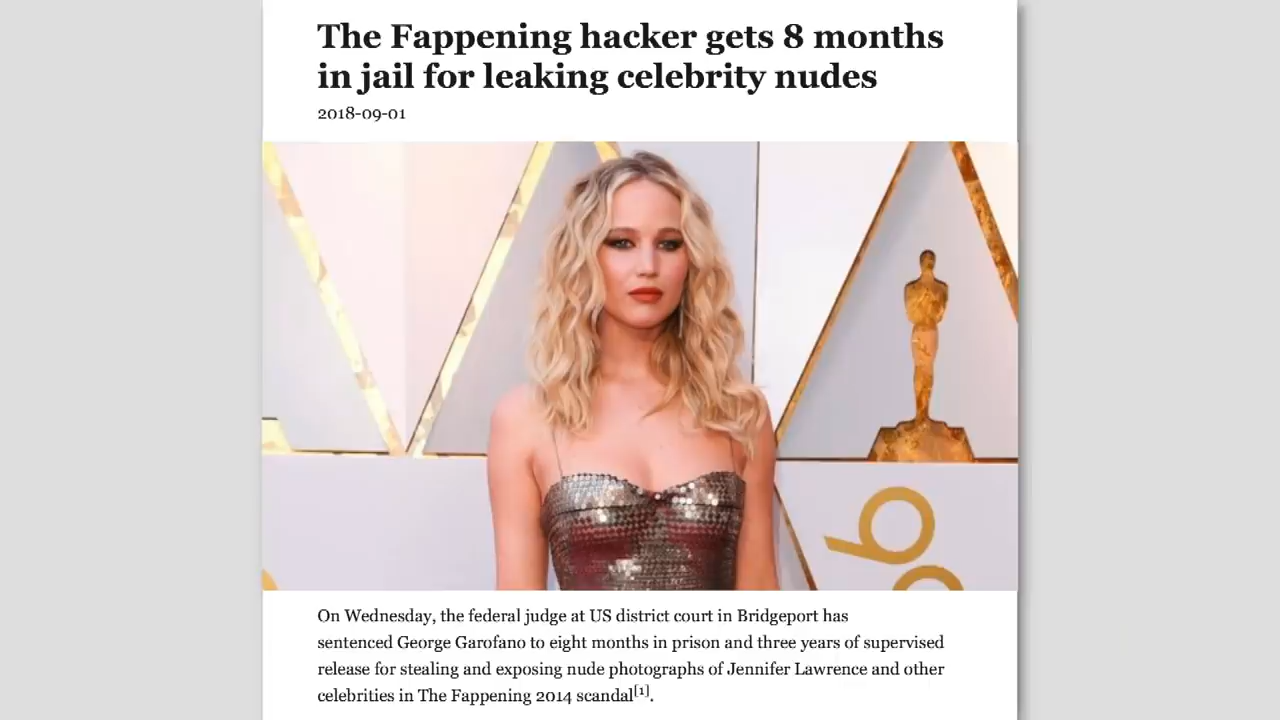 The Fappening hacker gets 8 months
in jail for leaking celebrity nudes
2018-09-01
On Wednesday, the federal judge at US district court in Bridgeport has
sentenced George Garofano to eight months in prison and three years of supervised
release for stealing and exposing nude photographs of Jennifer Lawrence and other
celebrities in The Fappening 2014 scandal[1].